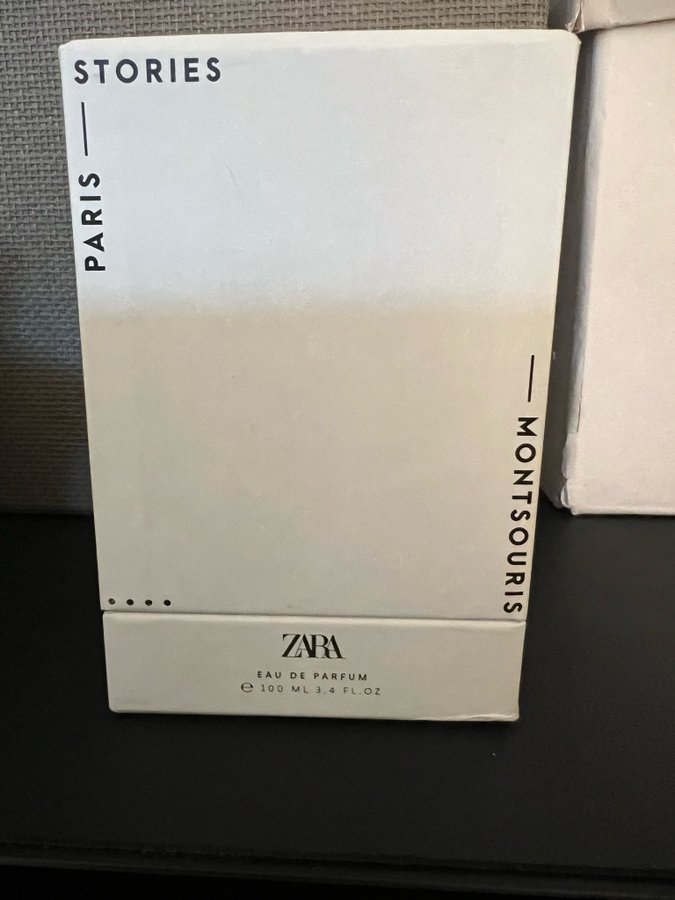 STORIES
PARIS —
— MONTSOURIS
ZARA
EAU DE PARFUM
℮ 100 ML 3.4 FL.OZ